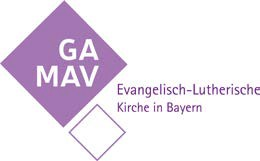 GA
MAV
Evangelisch-Lutherische
Kirche in Bayern